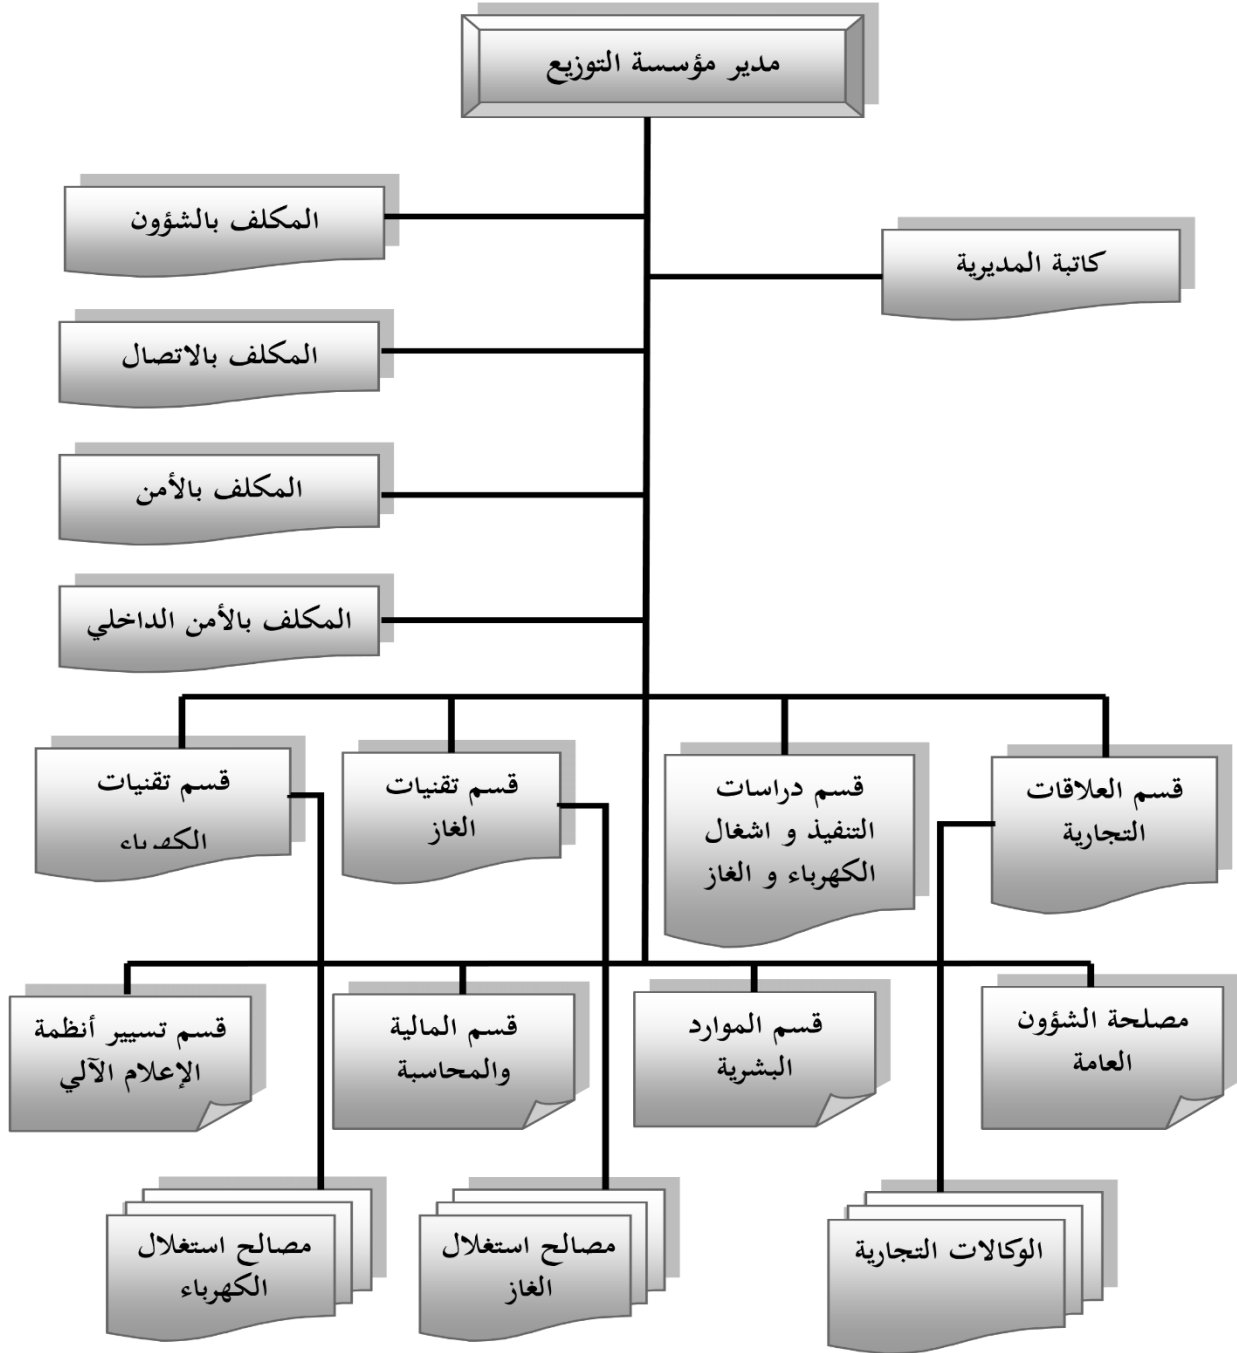 مدير مؤسسة التوزيع
المكلف بالشؤون
كاتبة المديرية
المكلف بالاتصال
المكلف بالأمن
المكلف بالأمن الداخلي
قسم العلاقات
التجارية
قسم دراسات
التنفيذ و اشغال
الكهرباء و الغاز
قسم تقنيات
الغاز
قسم تقنيات
الكهرباء
مصلحة الشؤون
العامة
قسم الموارد
البشرية
قسم المالية
والمحاسبة
قسم تسيير أنظمة
الإعلام الآلي
الوكالات التجارية
مصالح استغلال
الغاز
مصالح استغلال
الكهرباء